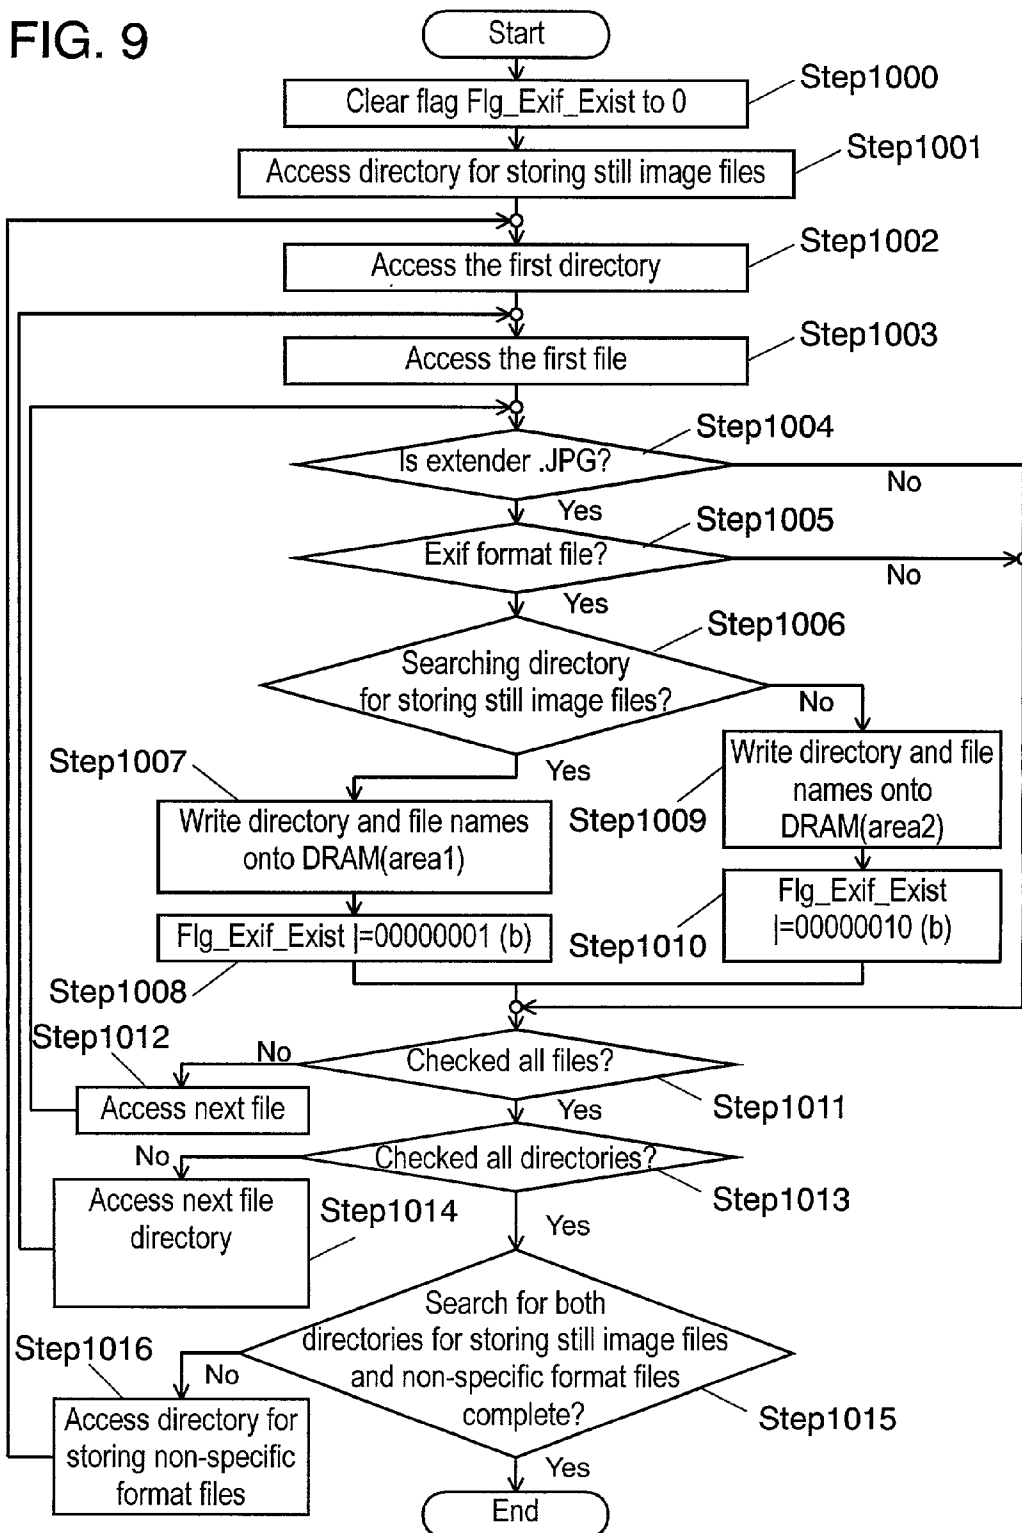 FIG. 9
Start
Step1000
Clear flag Flg_Exif_Exist to 0
Step1001
Access directory for storing still image files
Step1002
Access the first directory
Step1003
Access the first file
Step1004
Is extender .JPG?
No
Yes
Step1005
Exif format file?
No
Yes
Step1006
Searching directory
for storing still image files?
No
Yes
Step1007
Write directory and file names
onto DRAM(area1)
Write directory and file
names onto
DRAM(area2)
Step1009
Flg_Exif_Exist |=00000001 (b)
Step1008
Flg_Exif_Exist
|=00000010 (b)
Step1010
Step1012
No
Checked all files?
Step1011
Access next file
Yes
No
Checked all directories?
Step1013
Access next file
directory
Step1014
Yes
Search for both
directories for storing still image files
and non-specific format files
complete?
Step1015
Step1016
No
Access directory for
storing non-specific
format files
Yes
End